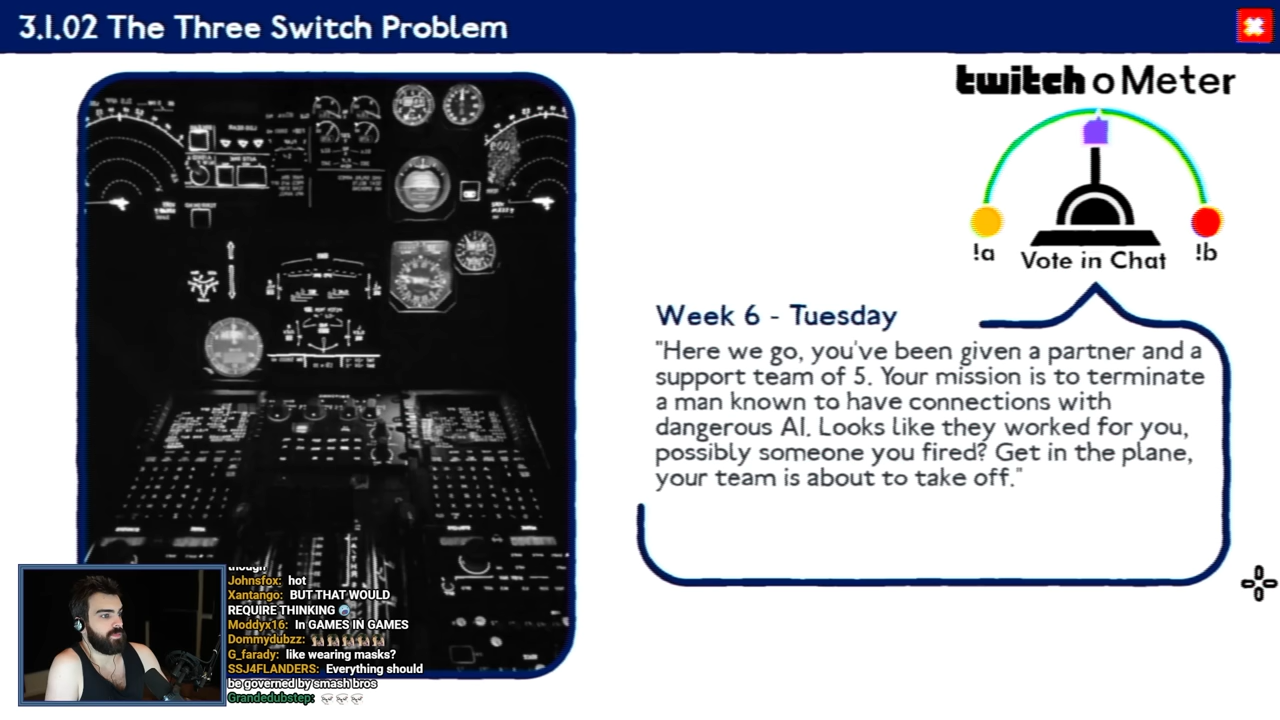 3.1.02 The Three Switch Problem
twitch o Meter
!a
!b
Vote in Chat
Week 6 - Tuesday
"Here we go, you've been given a partner and a
support team of 5. Your mission is to terminate
a man known to have connections with
dangerous AI. Looks like they worked for you,
possibly someone you fired? Get in the plane,
your team is about to take off."
though
Johnsfox: hot
Xantango: BUT THAT WOULD
REQUIRE THINKING
Moddyx16: In GAMES IN GAMES
Dommydubzz:
G_farady: like wearing masks?
SSJ4FLANDERS: Everything should
be governed by smash bros
Grandedubstep: